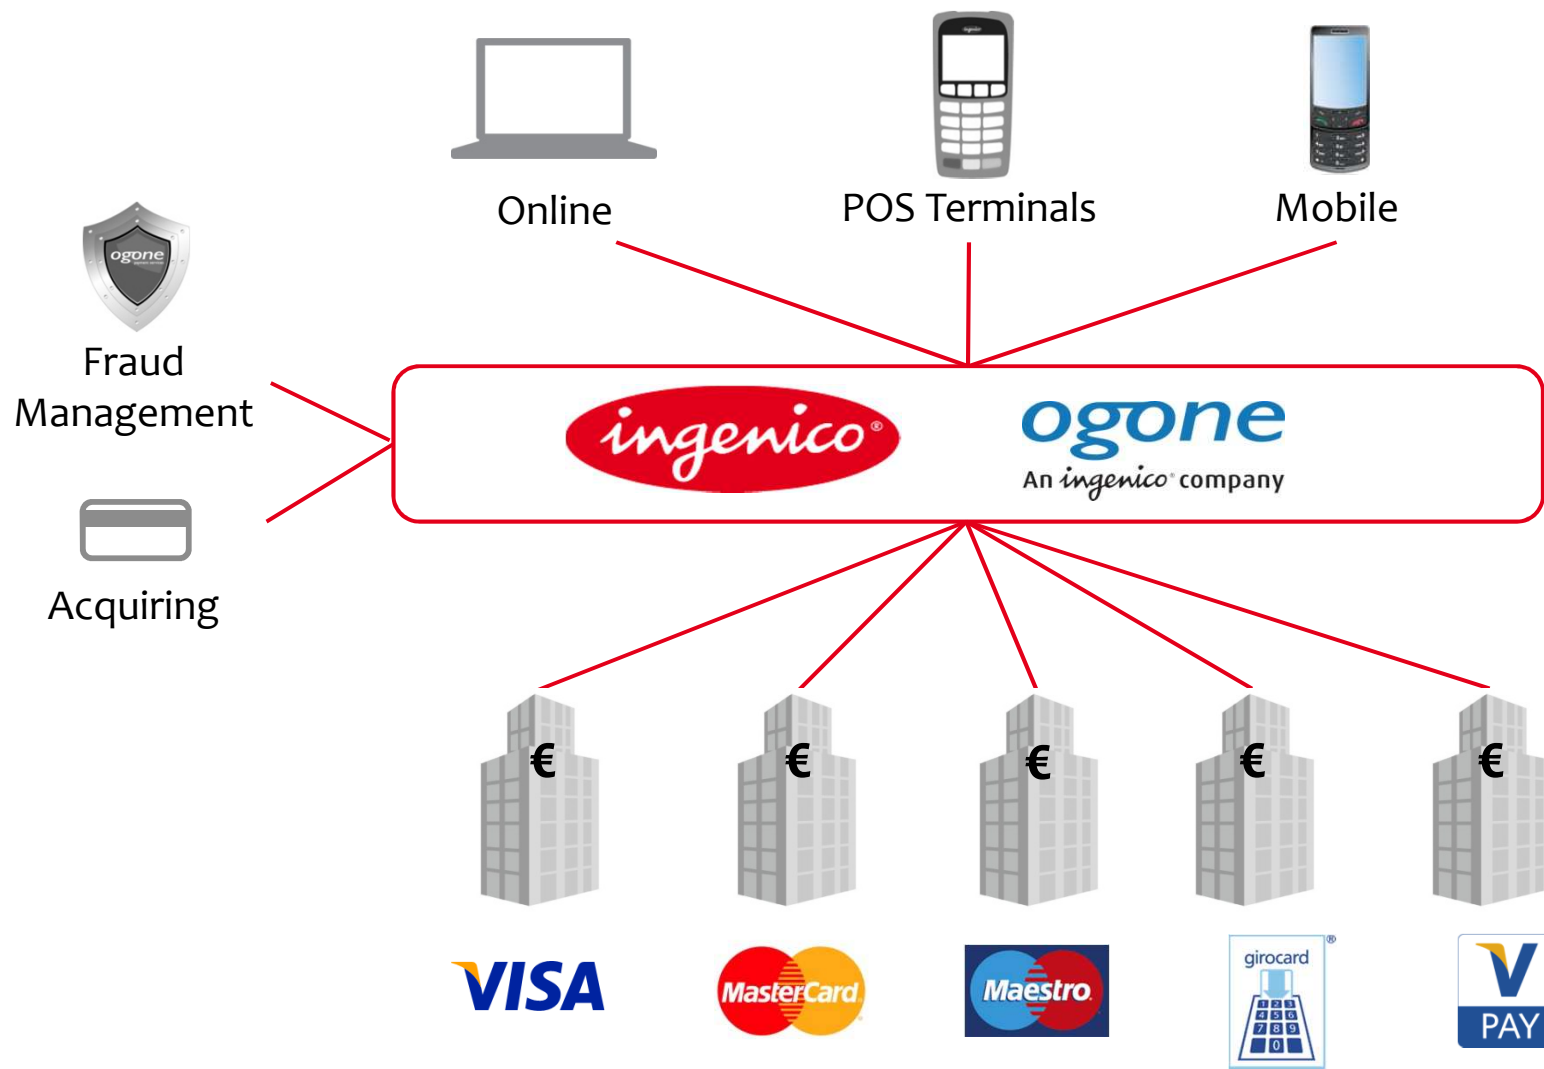 ingenico
Online
POS Terminals
Mobile
ogone
Fraud
Management
Acquiring
ingenico®
ogone
An ingenico® company
€
€
€
€
€
VISA
MasterCard
Maestro
girocard®
1 2 3
4 5 6
7 8 9
0
V
PAY